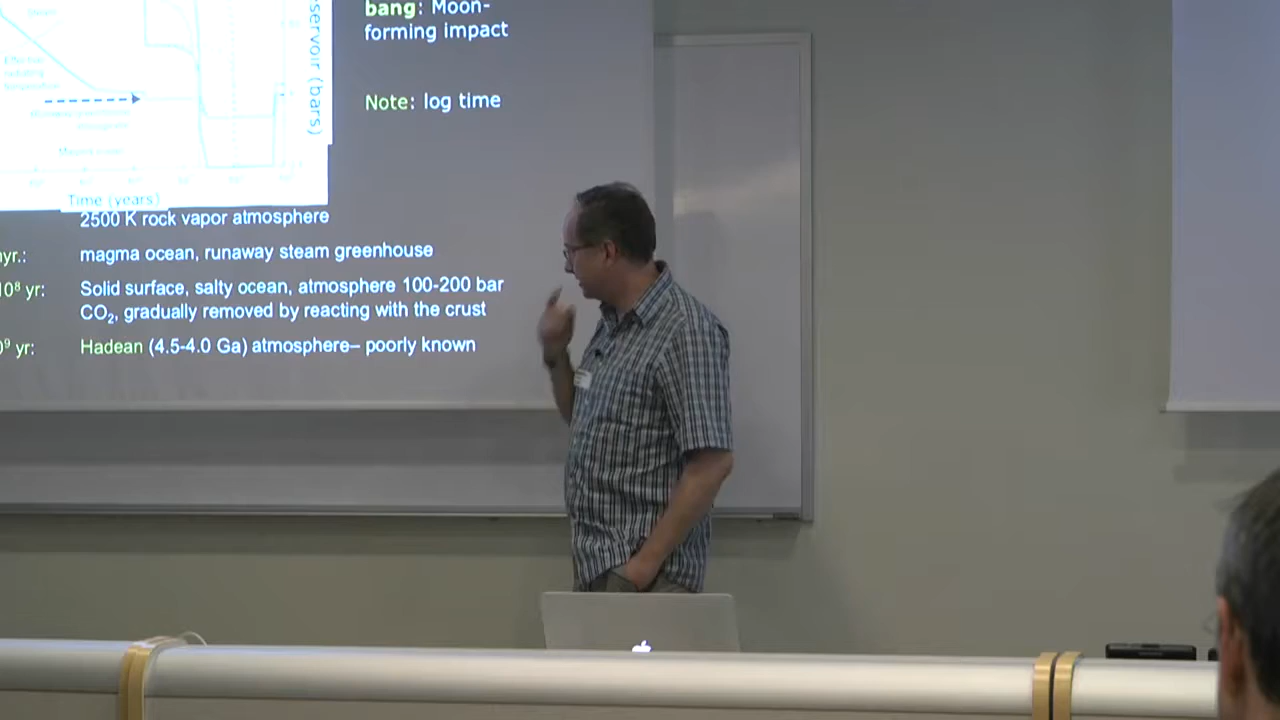 bang: Moon-
forming impact
Note: log time
servoir (bars)
Time (years)
2500 K rock vapor atmosphere
yr.: magma ocean, runaway steam greenhouse
10⁸ yr: Solid surface, salty ocean, atmosphere 100-200 bar
CO₂, gradually removed by reacting with the crust
⁹ yr: Hadean (4.5-4.0 Ga) atmosphere– poorly known